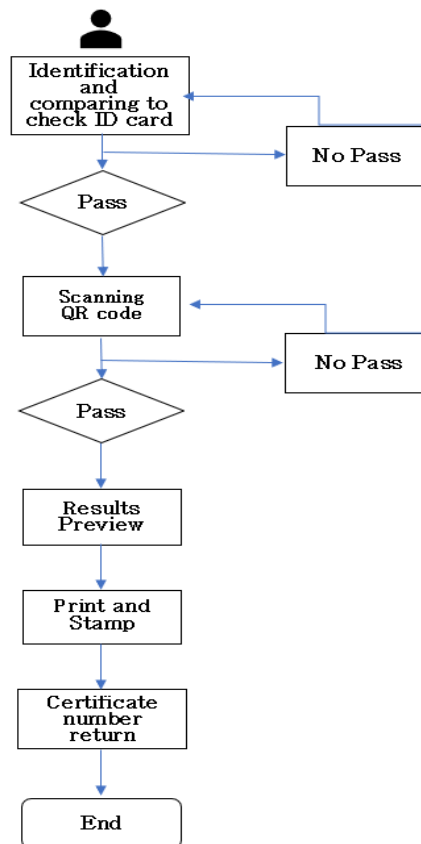 Identification
and
comparing to
check ID card
No Pass
Pass
Scanning
QR code
No Pass
Pass
Results
Preview
Print and
Stamp
Certificate
number
return
End